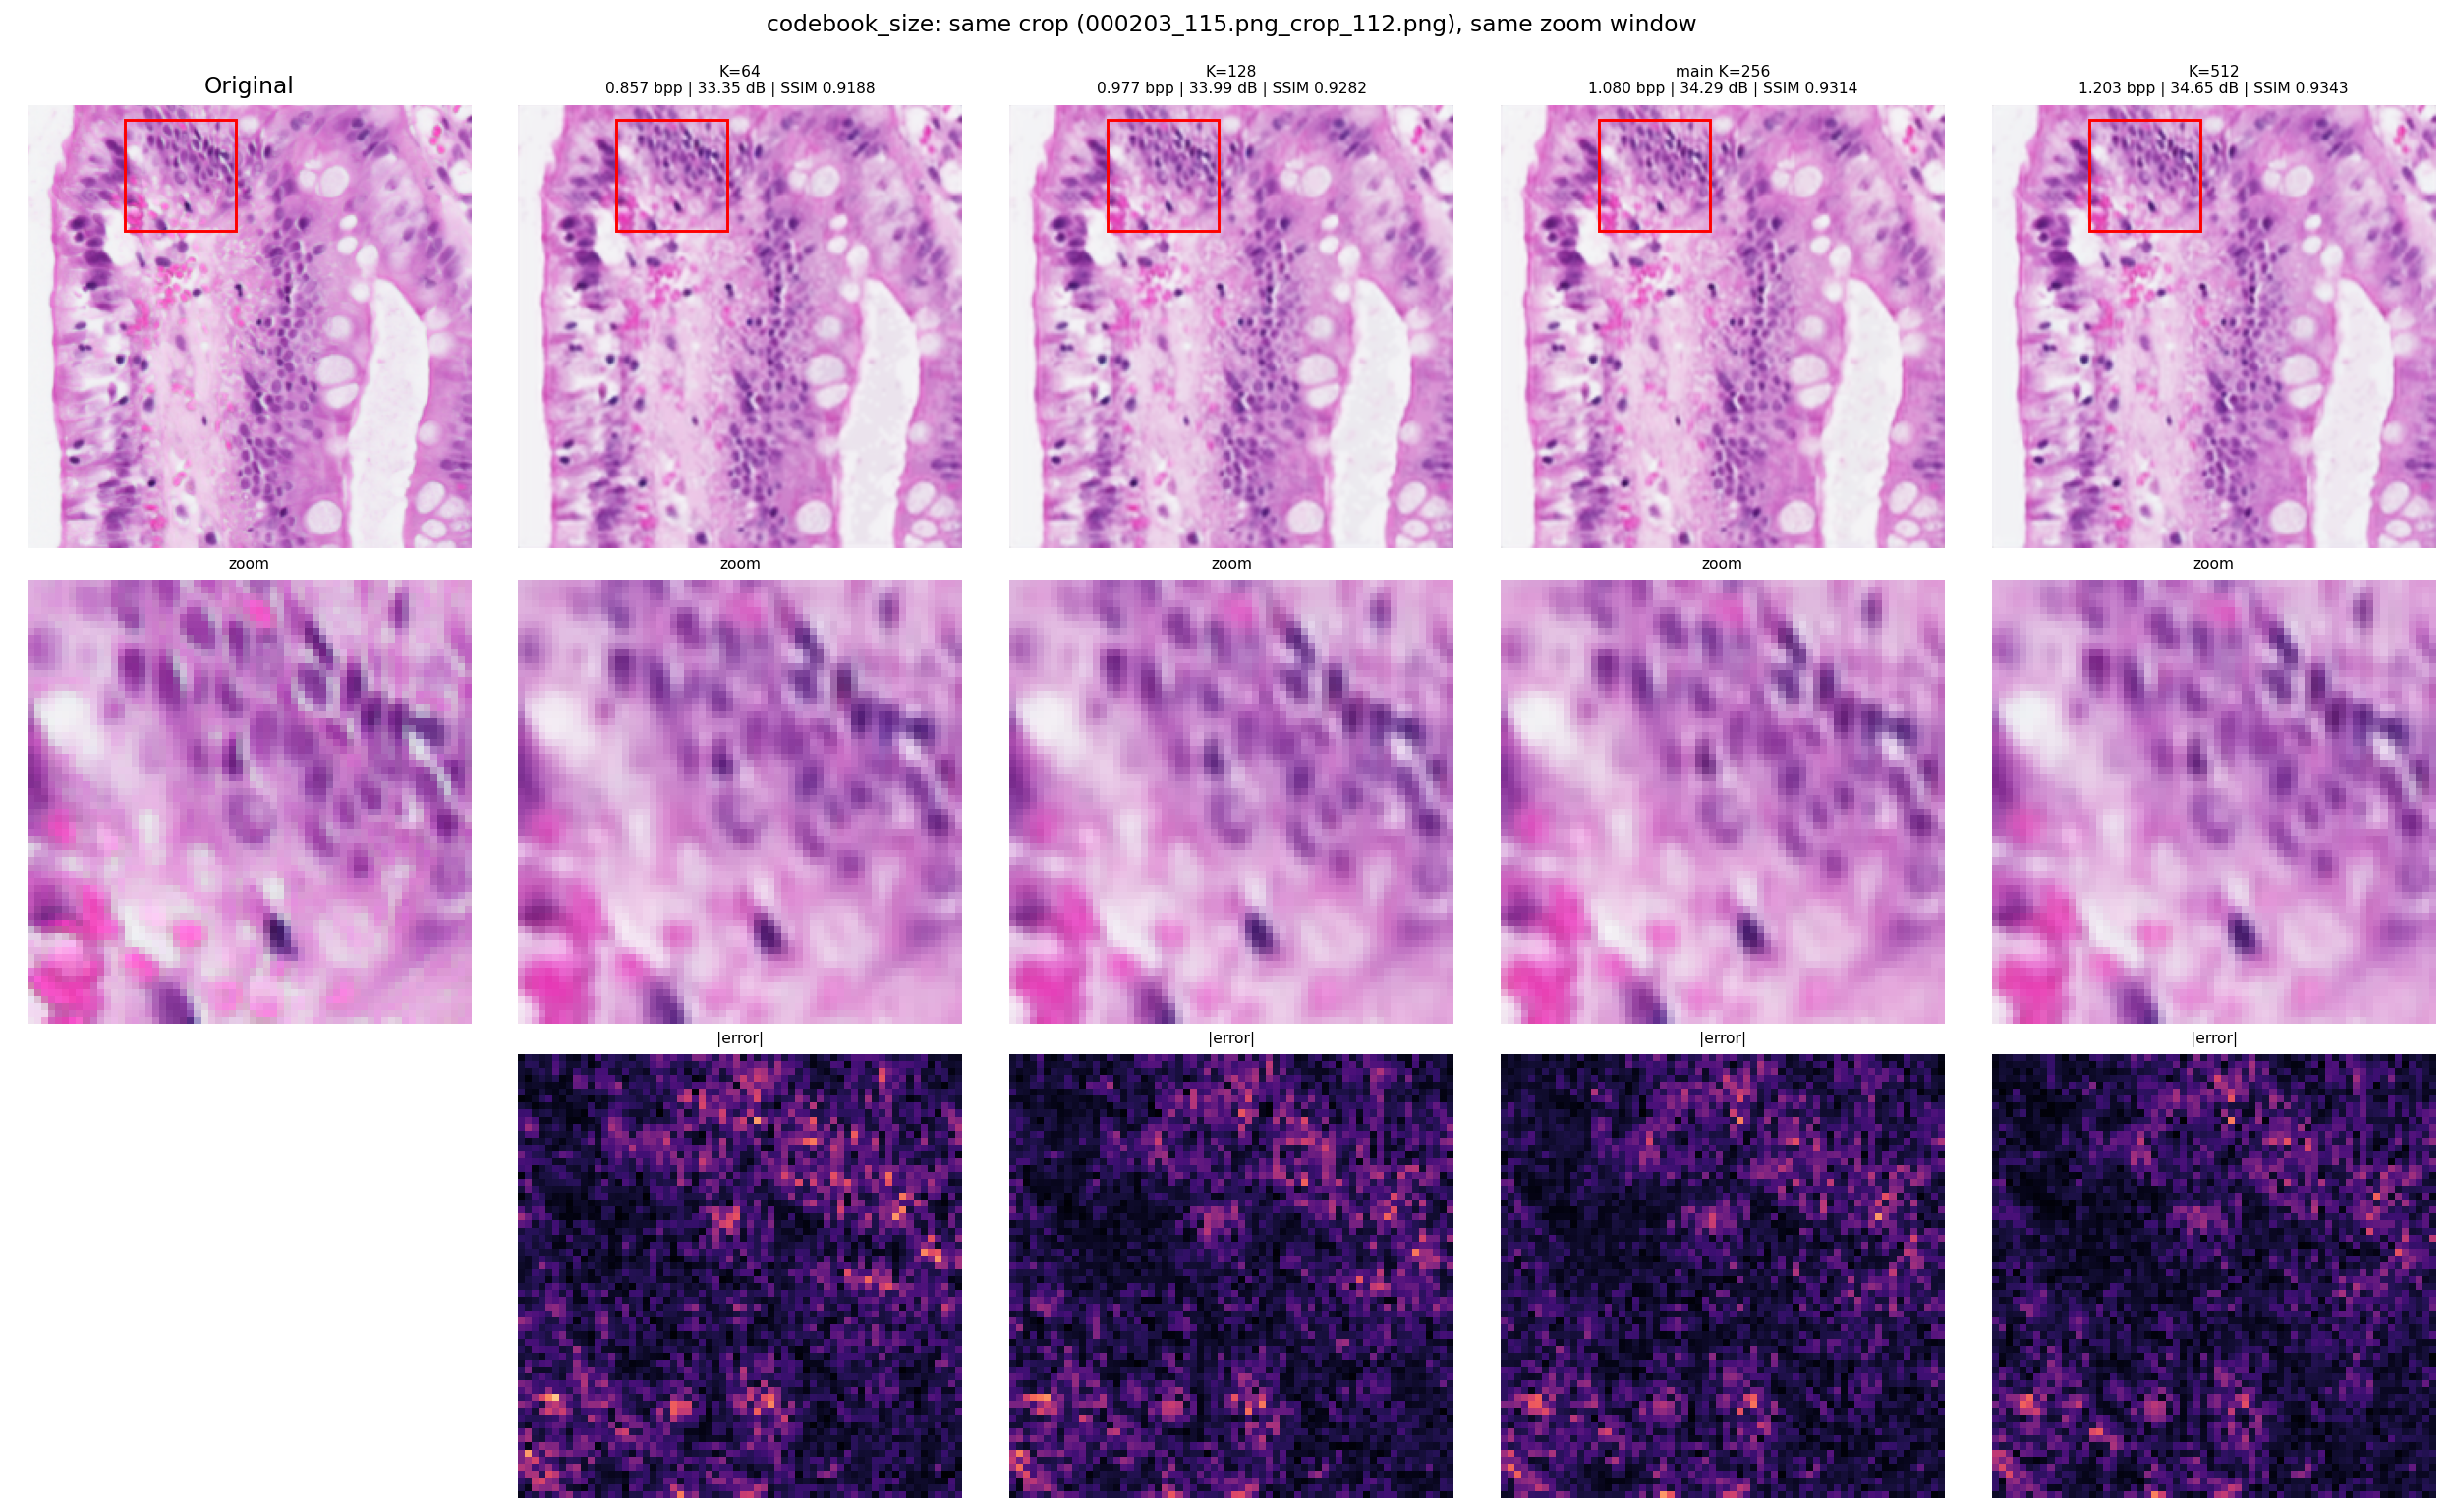 codebook_size: same crop (000203_115.png_crop_112.png), same zoom window
Original
K=64
0.857 bpp | 33.35 dB | SSIM 0.9188
K=128
0.977 bpp | 33.99 dB | SSIM 0.9282
main K=256
1.080 bpp | 34.29 dB | SSIM 0.9314
K=512
1.203 bpp | 34.65 dB | SSIM 0.9343
zoom
zoom
zoom
zoom
zoom
|error|
|error|
|error|
|error|